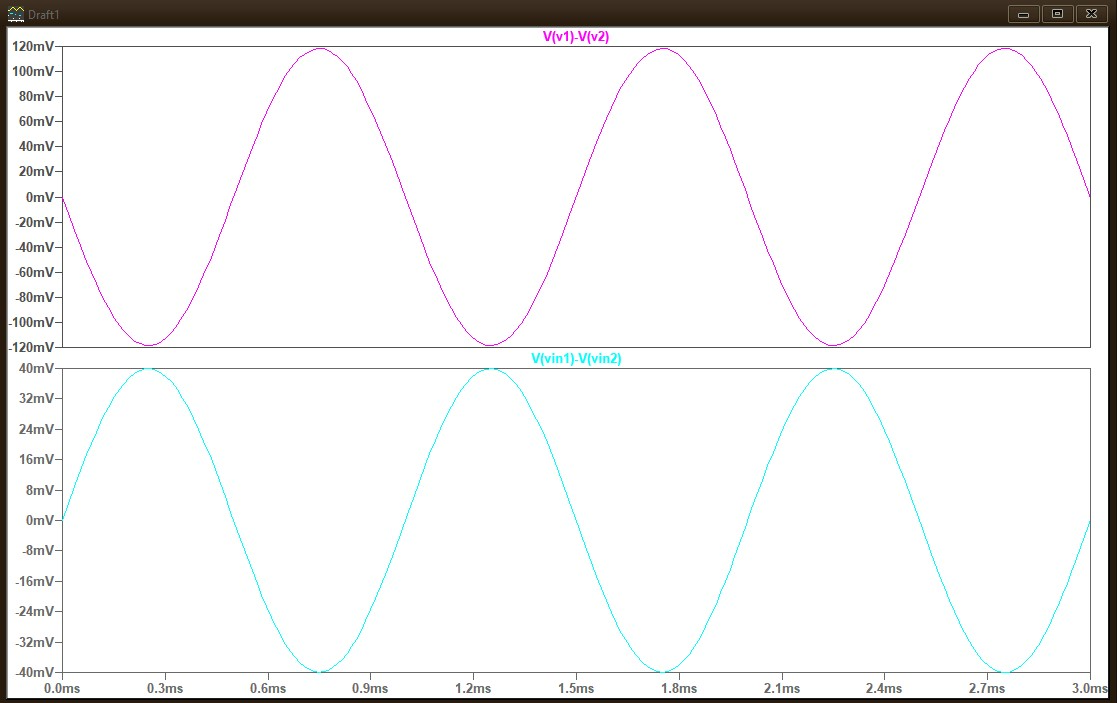 Draft1
V(v1)-V(v2)
120mV
100mV
80mV
60mV
40mV
20mV
0mV
-20mV
-40mV
-60mV
-80mV
-100mV
-120mV
V(vin1)-V(vin2)
40mV
32mV
24mV
16mV
8mV
0mV
-8mV
-16mV
-24mV
-32mV
-40mV
0.0ms 0.3ms 0.6ms 0.9ms 1.2ms 1.5ms 1.8ms 2.1ms 2.4ms 2.7ms 3.0ms